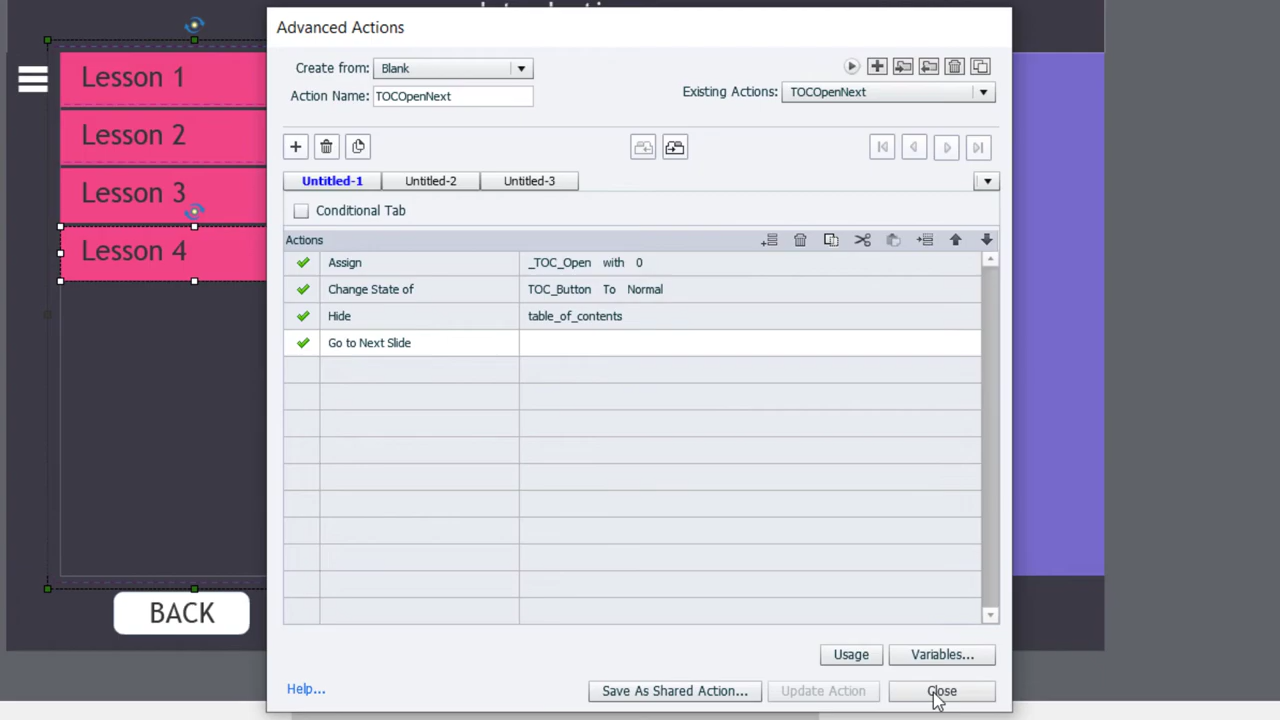 Advanced Actions
Create from: Blank
Action Name: TOCOpenNext
Existing Actions: TOCOpenNext
Untitled-1 Untitled-2 Untitled-3
Conditional Tab
Actions
Assign _TOC_Open with 0
Change State of TOC_Button To Normal
Hide table_of_contents
Go to Next Slide
Usage Variables...
Help... Save As Shared Action... Update Action Close
Lesson 1
Lesson 2
Lesson 3
Lesson 4
BACK